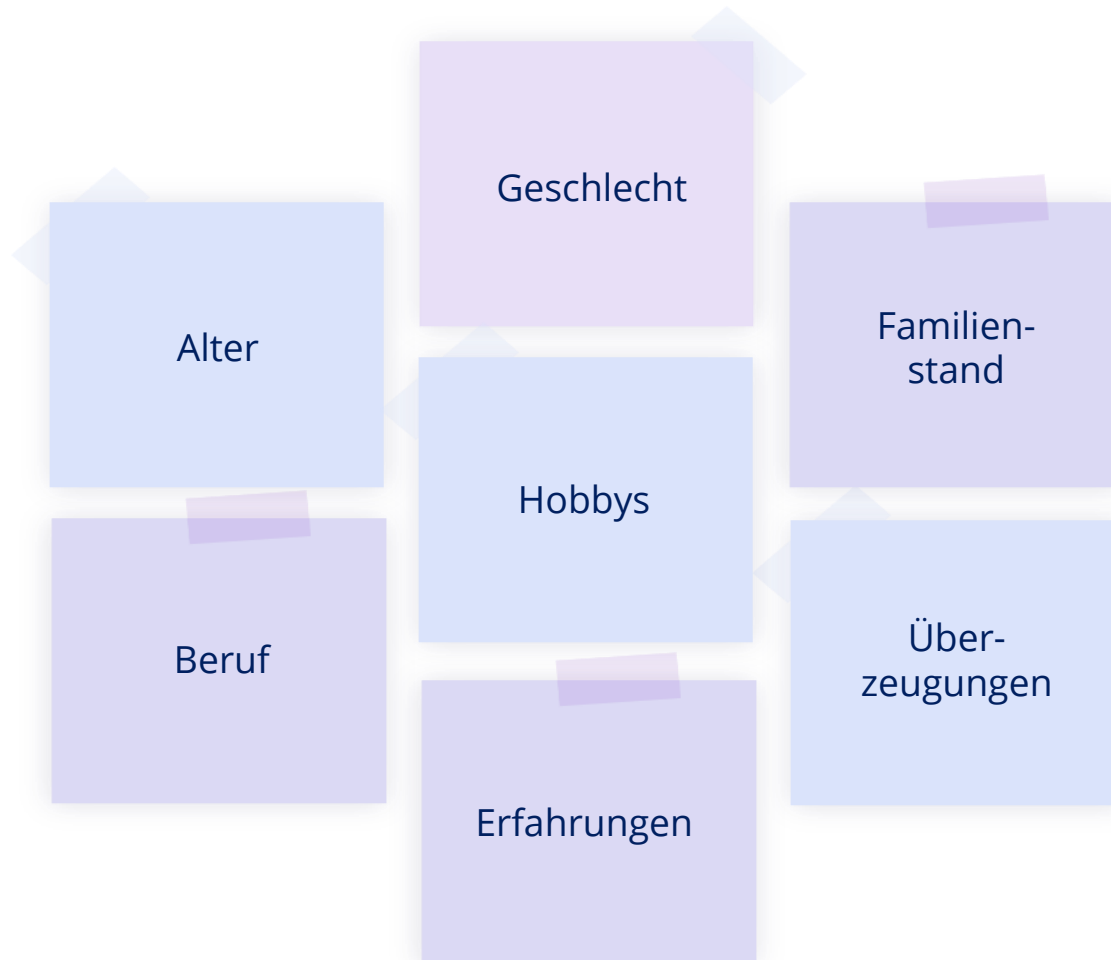 Geschlecht
Alter
Familien-
stand
Hobbys
Beruf
Über-
zeugungen
Erfahrungen